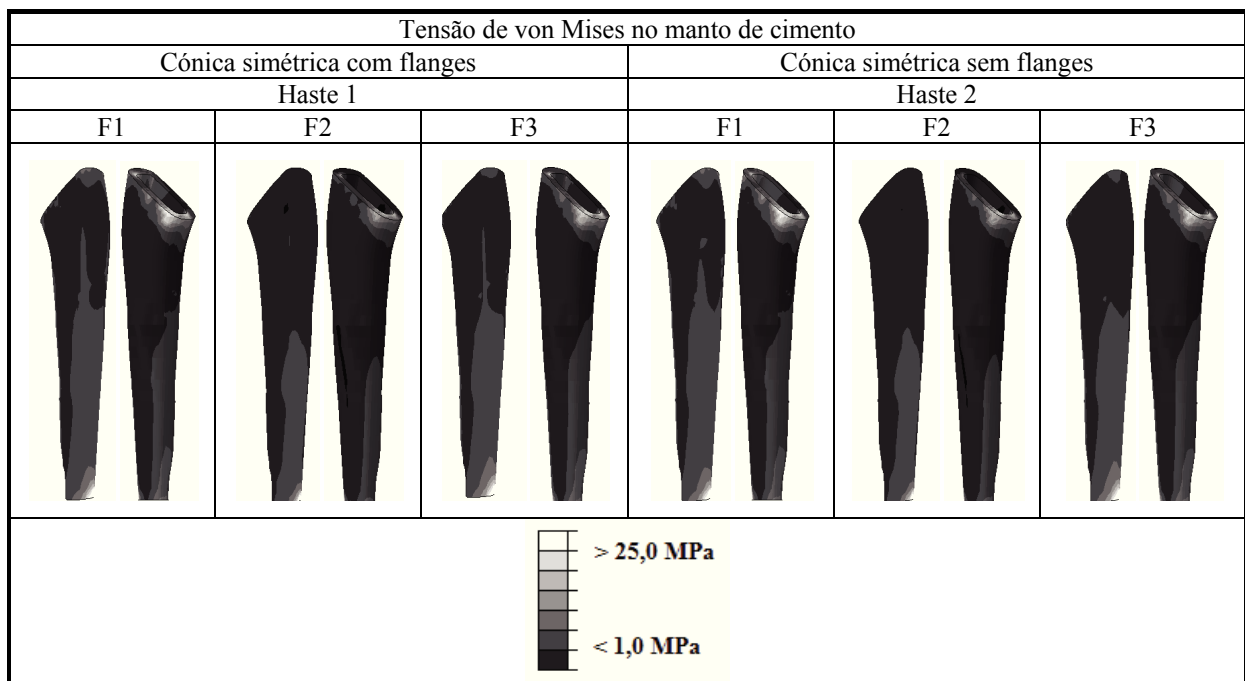 Tensão de von Mises no manto de cimento
Cónica simétrica com flanges
Cónica simétrica sem flanges
Haste 1
Haste 2
F1
F2
F3
F1
F2
F3
> 25,0 MPa
< 1,0 MPa